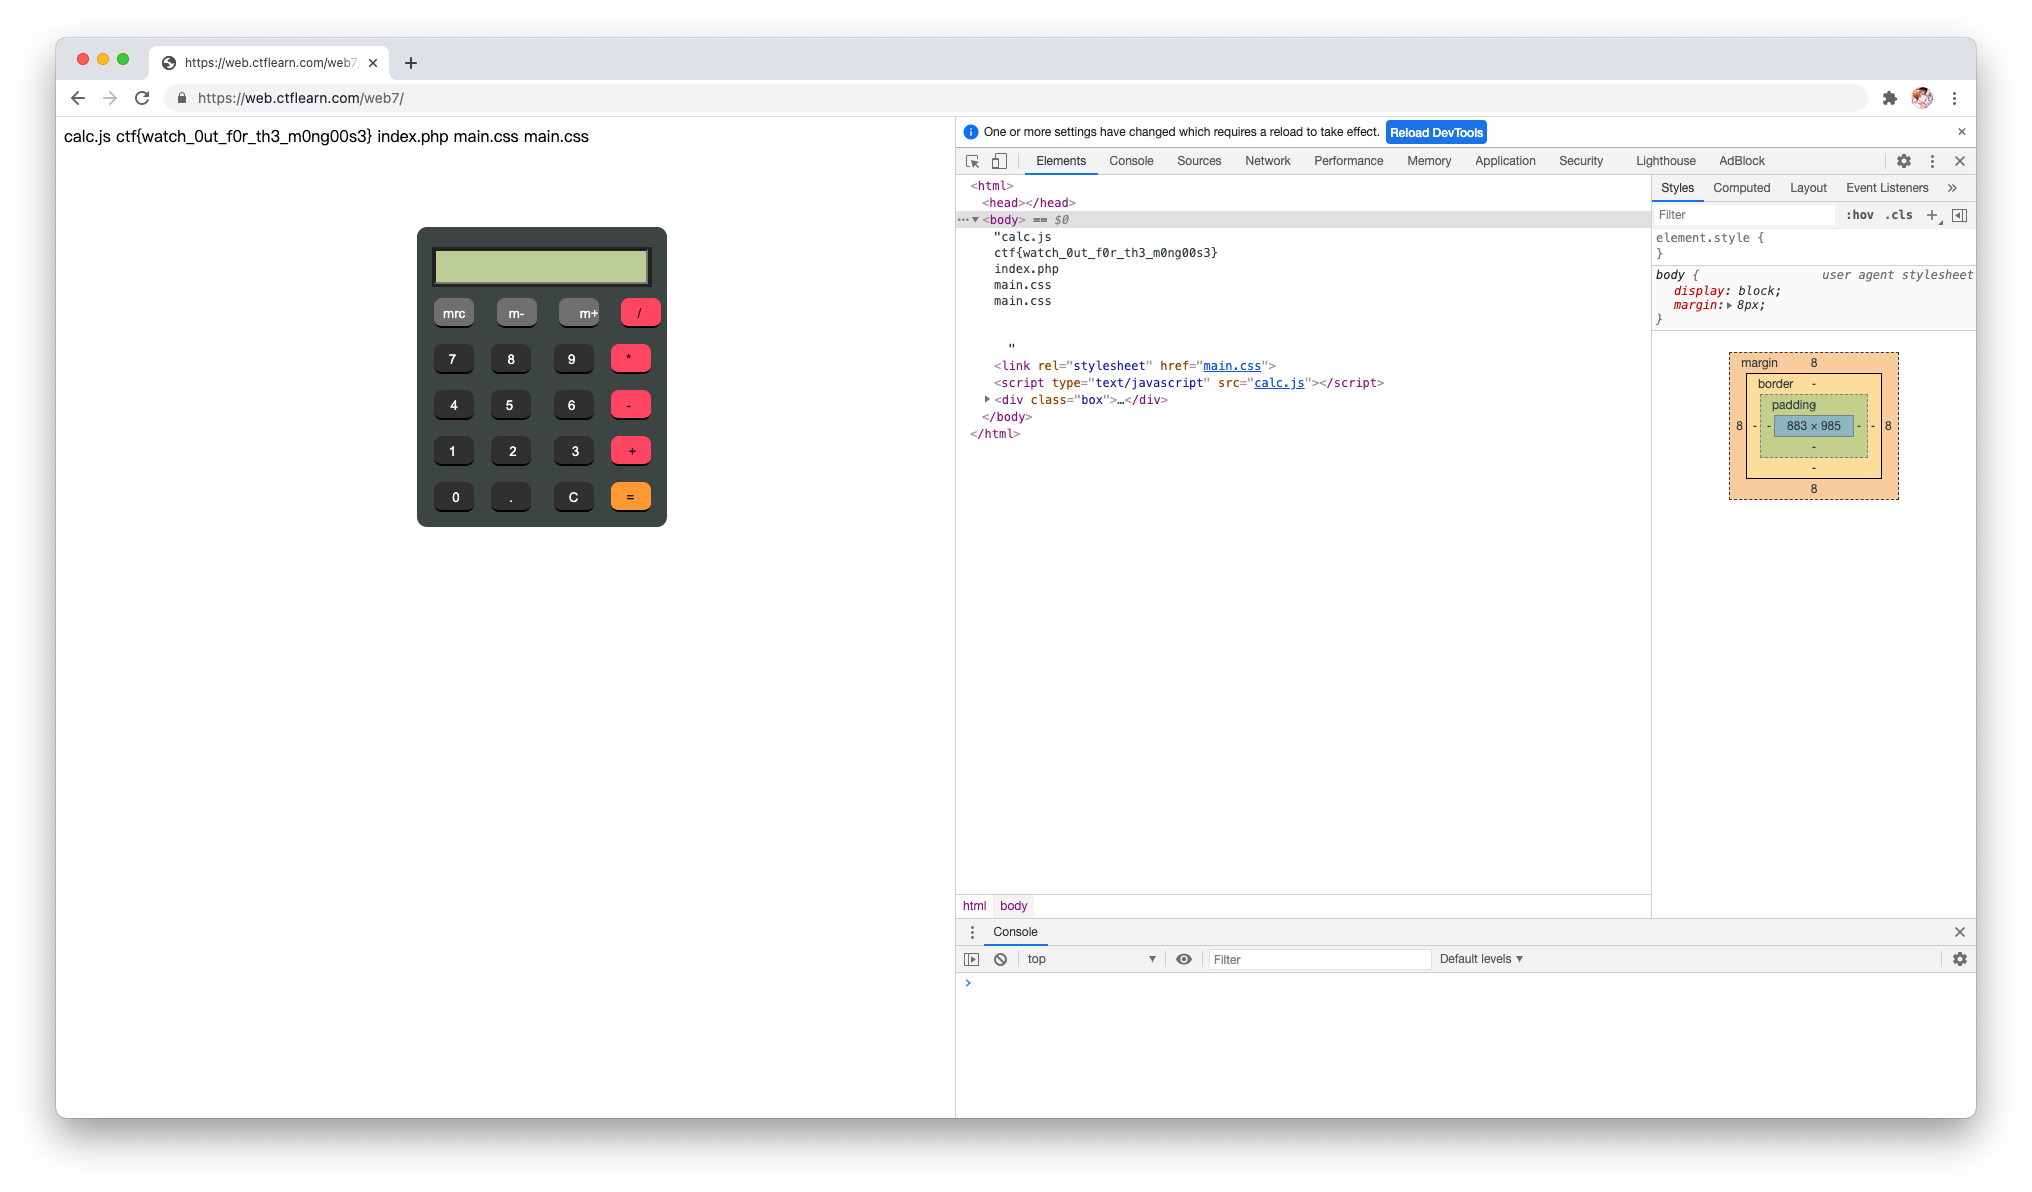 https://web.ctflearn.com/web7
https://web.ctflearn.com/web7/
calc.js ctf{watch_0ut_f0r_th3_m0ng00s3} index.php main.css main.css
mrc m- m+ /
7 8 9 *
4 5 6 -
1 2 3 +
0 . C =
One or more settings have changed which requires a reload to take effect. Reload DevTools
Elements Console Sources Network Performance Memory Application Security Lighthouse AdBlock
<html>
<head></head>
<body> == $0
"calc.js
ctf{watch_0ut_f0r_th3_m0ng00s3}
index.php
main.css
main.css
"
<link rel="stylesheet" href="main.css">
<script type="text/javascript" src="calc.js"></script>
<div class="box">…</div>
</body>
</html>
html body
Styles Computed Layout Event Listeners »
Filter :hov .cls +
element.style {
}
body { user agent stylesheet
display: block;
margin: 8px;
}
margin 8
border -
padding -
8 - - 883 × 985 - - 8
-
-
8
Console
top Filter Default levels